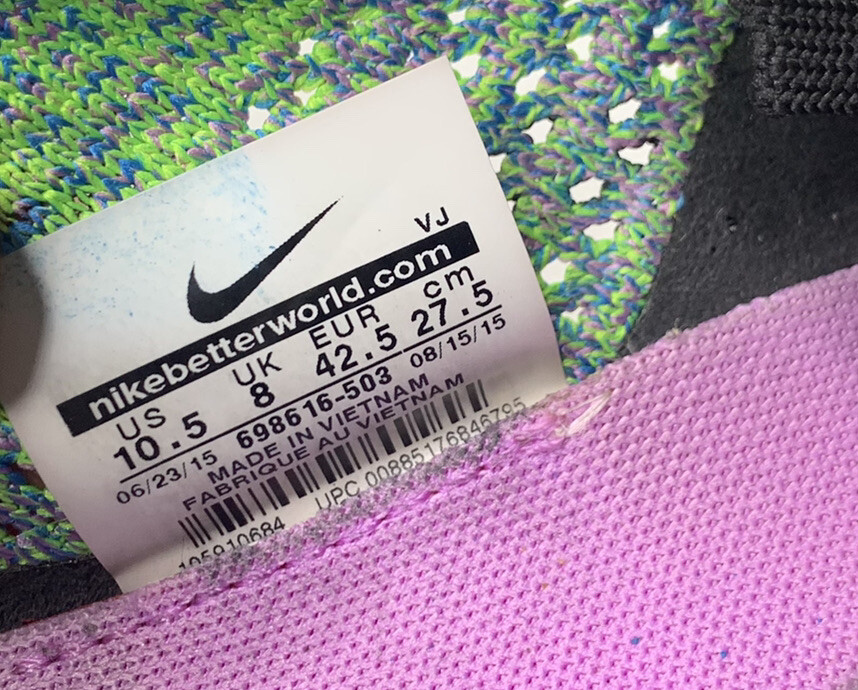 VJ
nikebetterworld.com
US UK EUR cm
10.5 8 42.5 27.5
06/23/15 698616-503 08/15/15
MADE IN VIETNAM
FABRIQUE AU VIETNAM
UPC 00885176846795
105910684